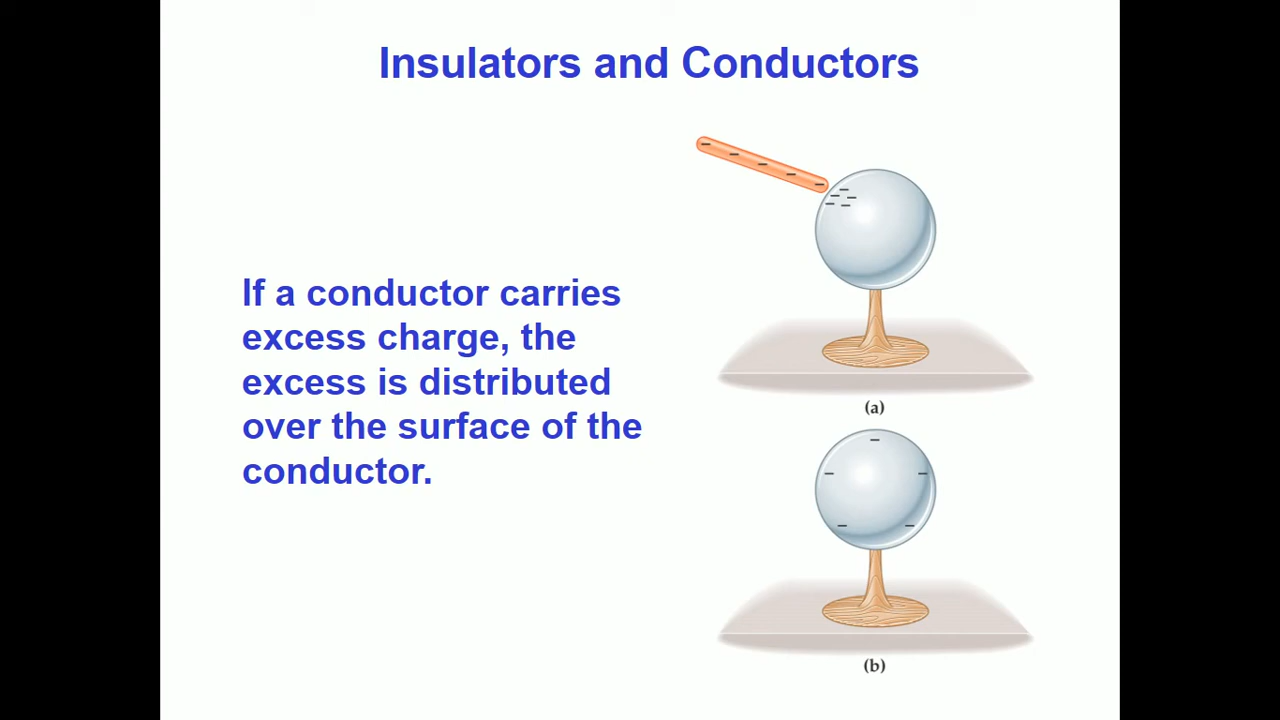 Insulators and Conductors
If a conductor carries
excess charge, the
excess is distributed
over the surface of the
conductor.
(a)
(b)